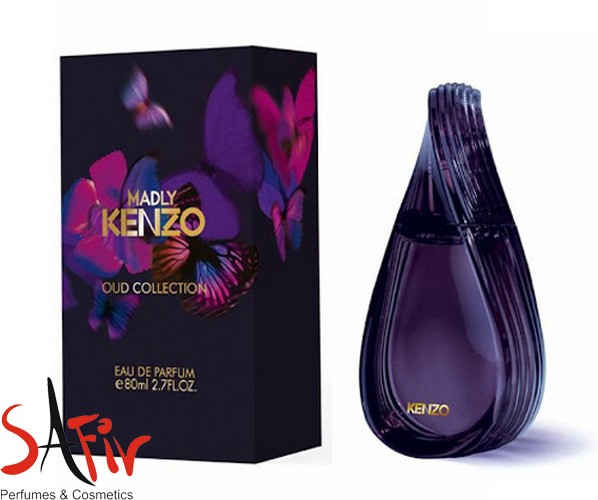 MADLY
KENZO
OUD COLLECTION
EAU DE PARFUM
e80ml 2.7FL.OZ.
KENZO
SAFIR
Perfumes & Cosmetics